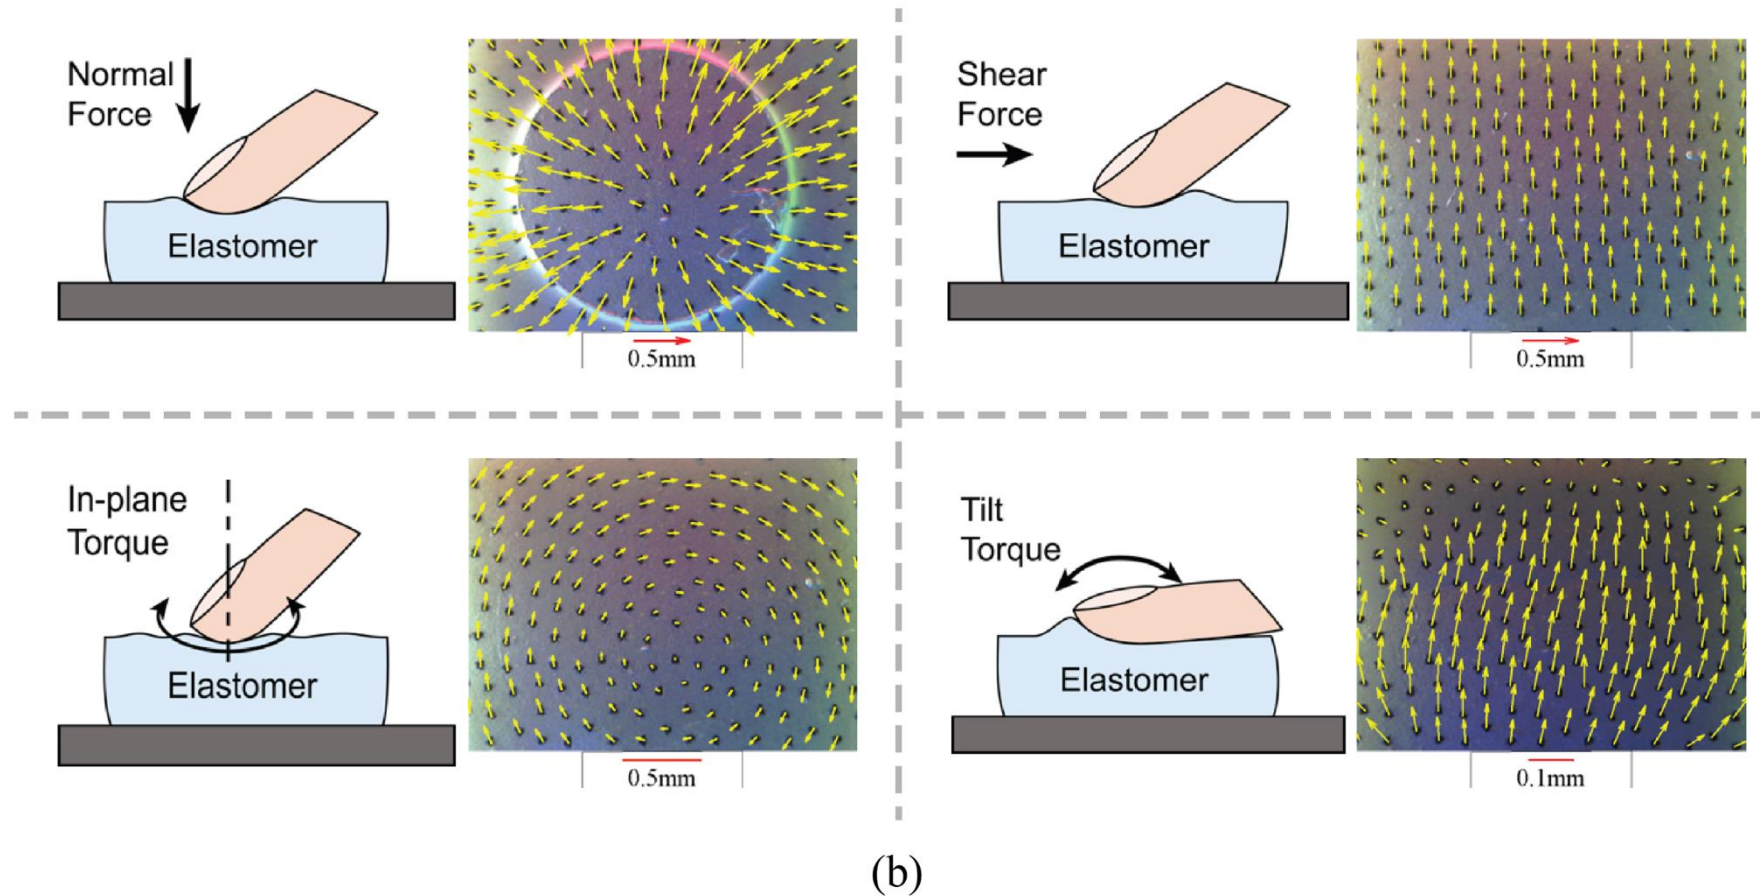 Normal
Force
Elastomer
0.5mm
Shear
Force
Elastomer
0.5mm
In-plane
Torque
Elastomer
0.5mm
Tilt
Torque
Elastomer
0.1mm
(b)